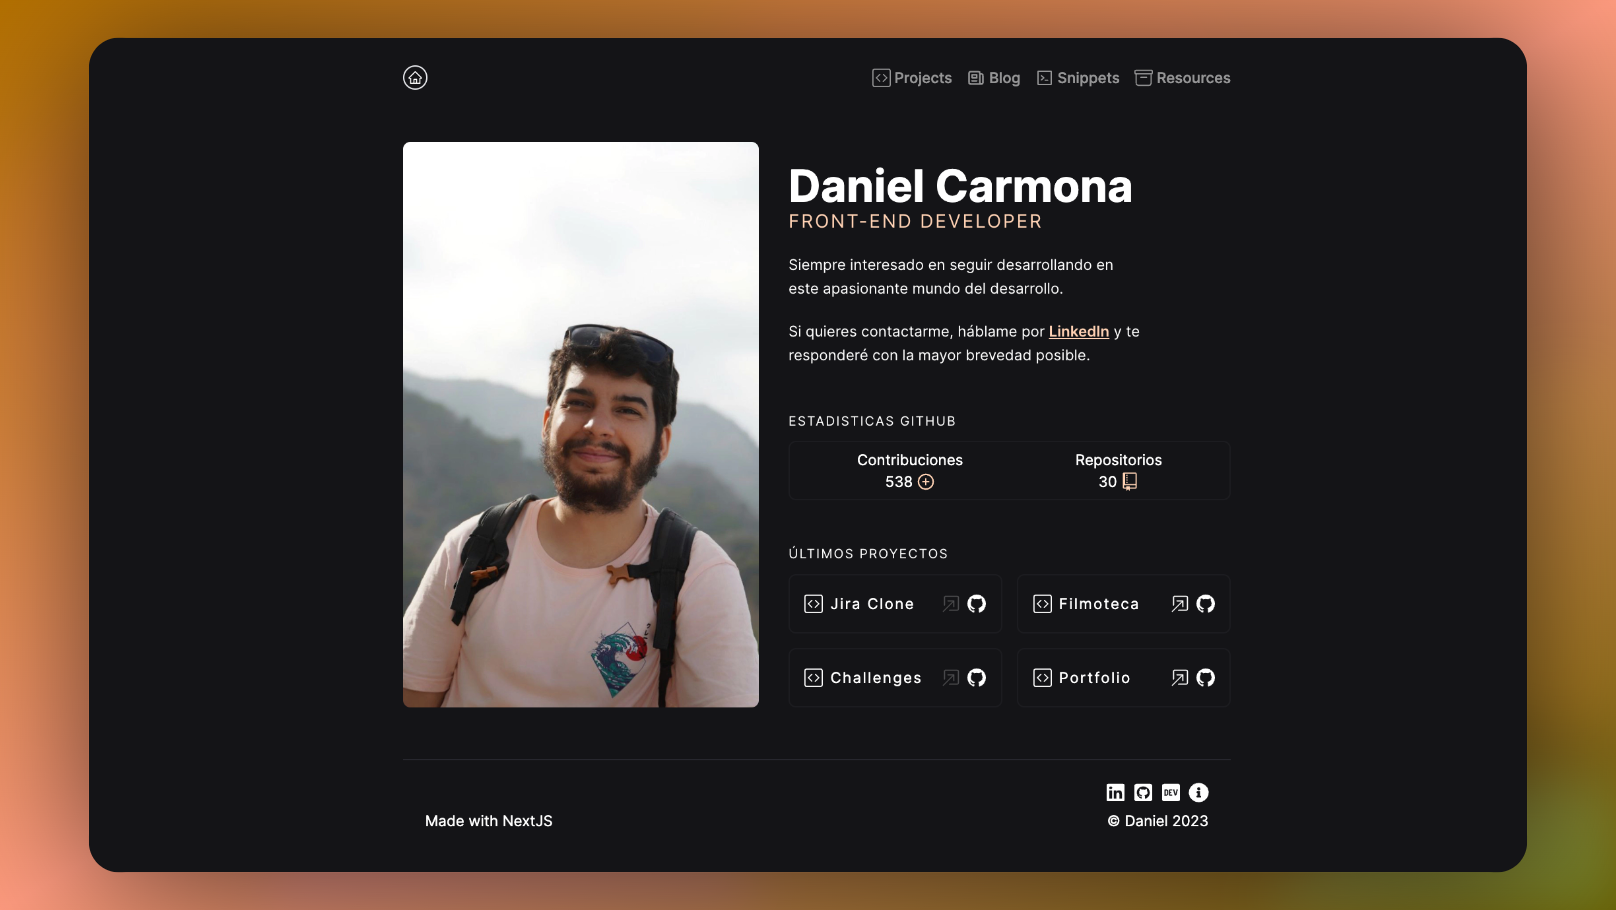 Projects Blog Snippets Resources
Daniel Carmona
FRONT-END DEVELOPER
Siempre interesado en seguir desarrollando en
este apasionante mundo del desarrollo.
Si quieres contactarme, háblame por LinkedIn y te
responderé con la mayor brevedad posible.
ESTADISTICAS GITHUB
Contribuciones Repositorios
538 30
ÚLTIMOS PROYECTOS
Jira Clone Filmoteca
Challenges Portfolio
in DEV i
Made with NextJS © Daniel 2023